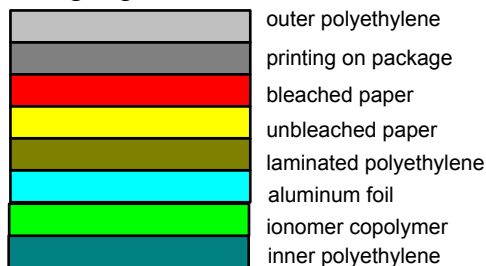 outer polyethylene
printing on package
bleached paper
unbleached paper
laminated polyethylene
aluminum foil
ionomer copolymer
inner polyethylene